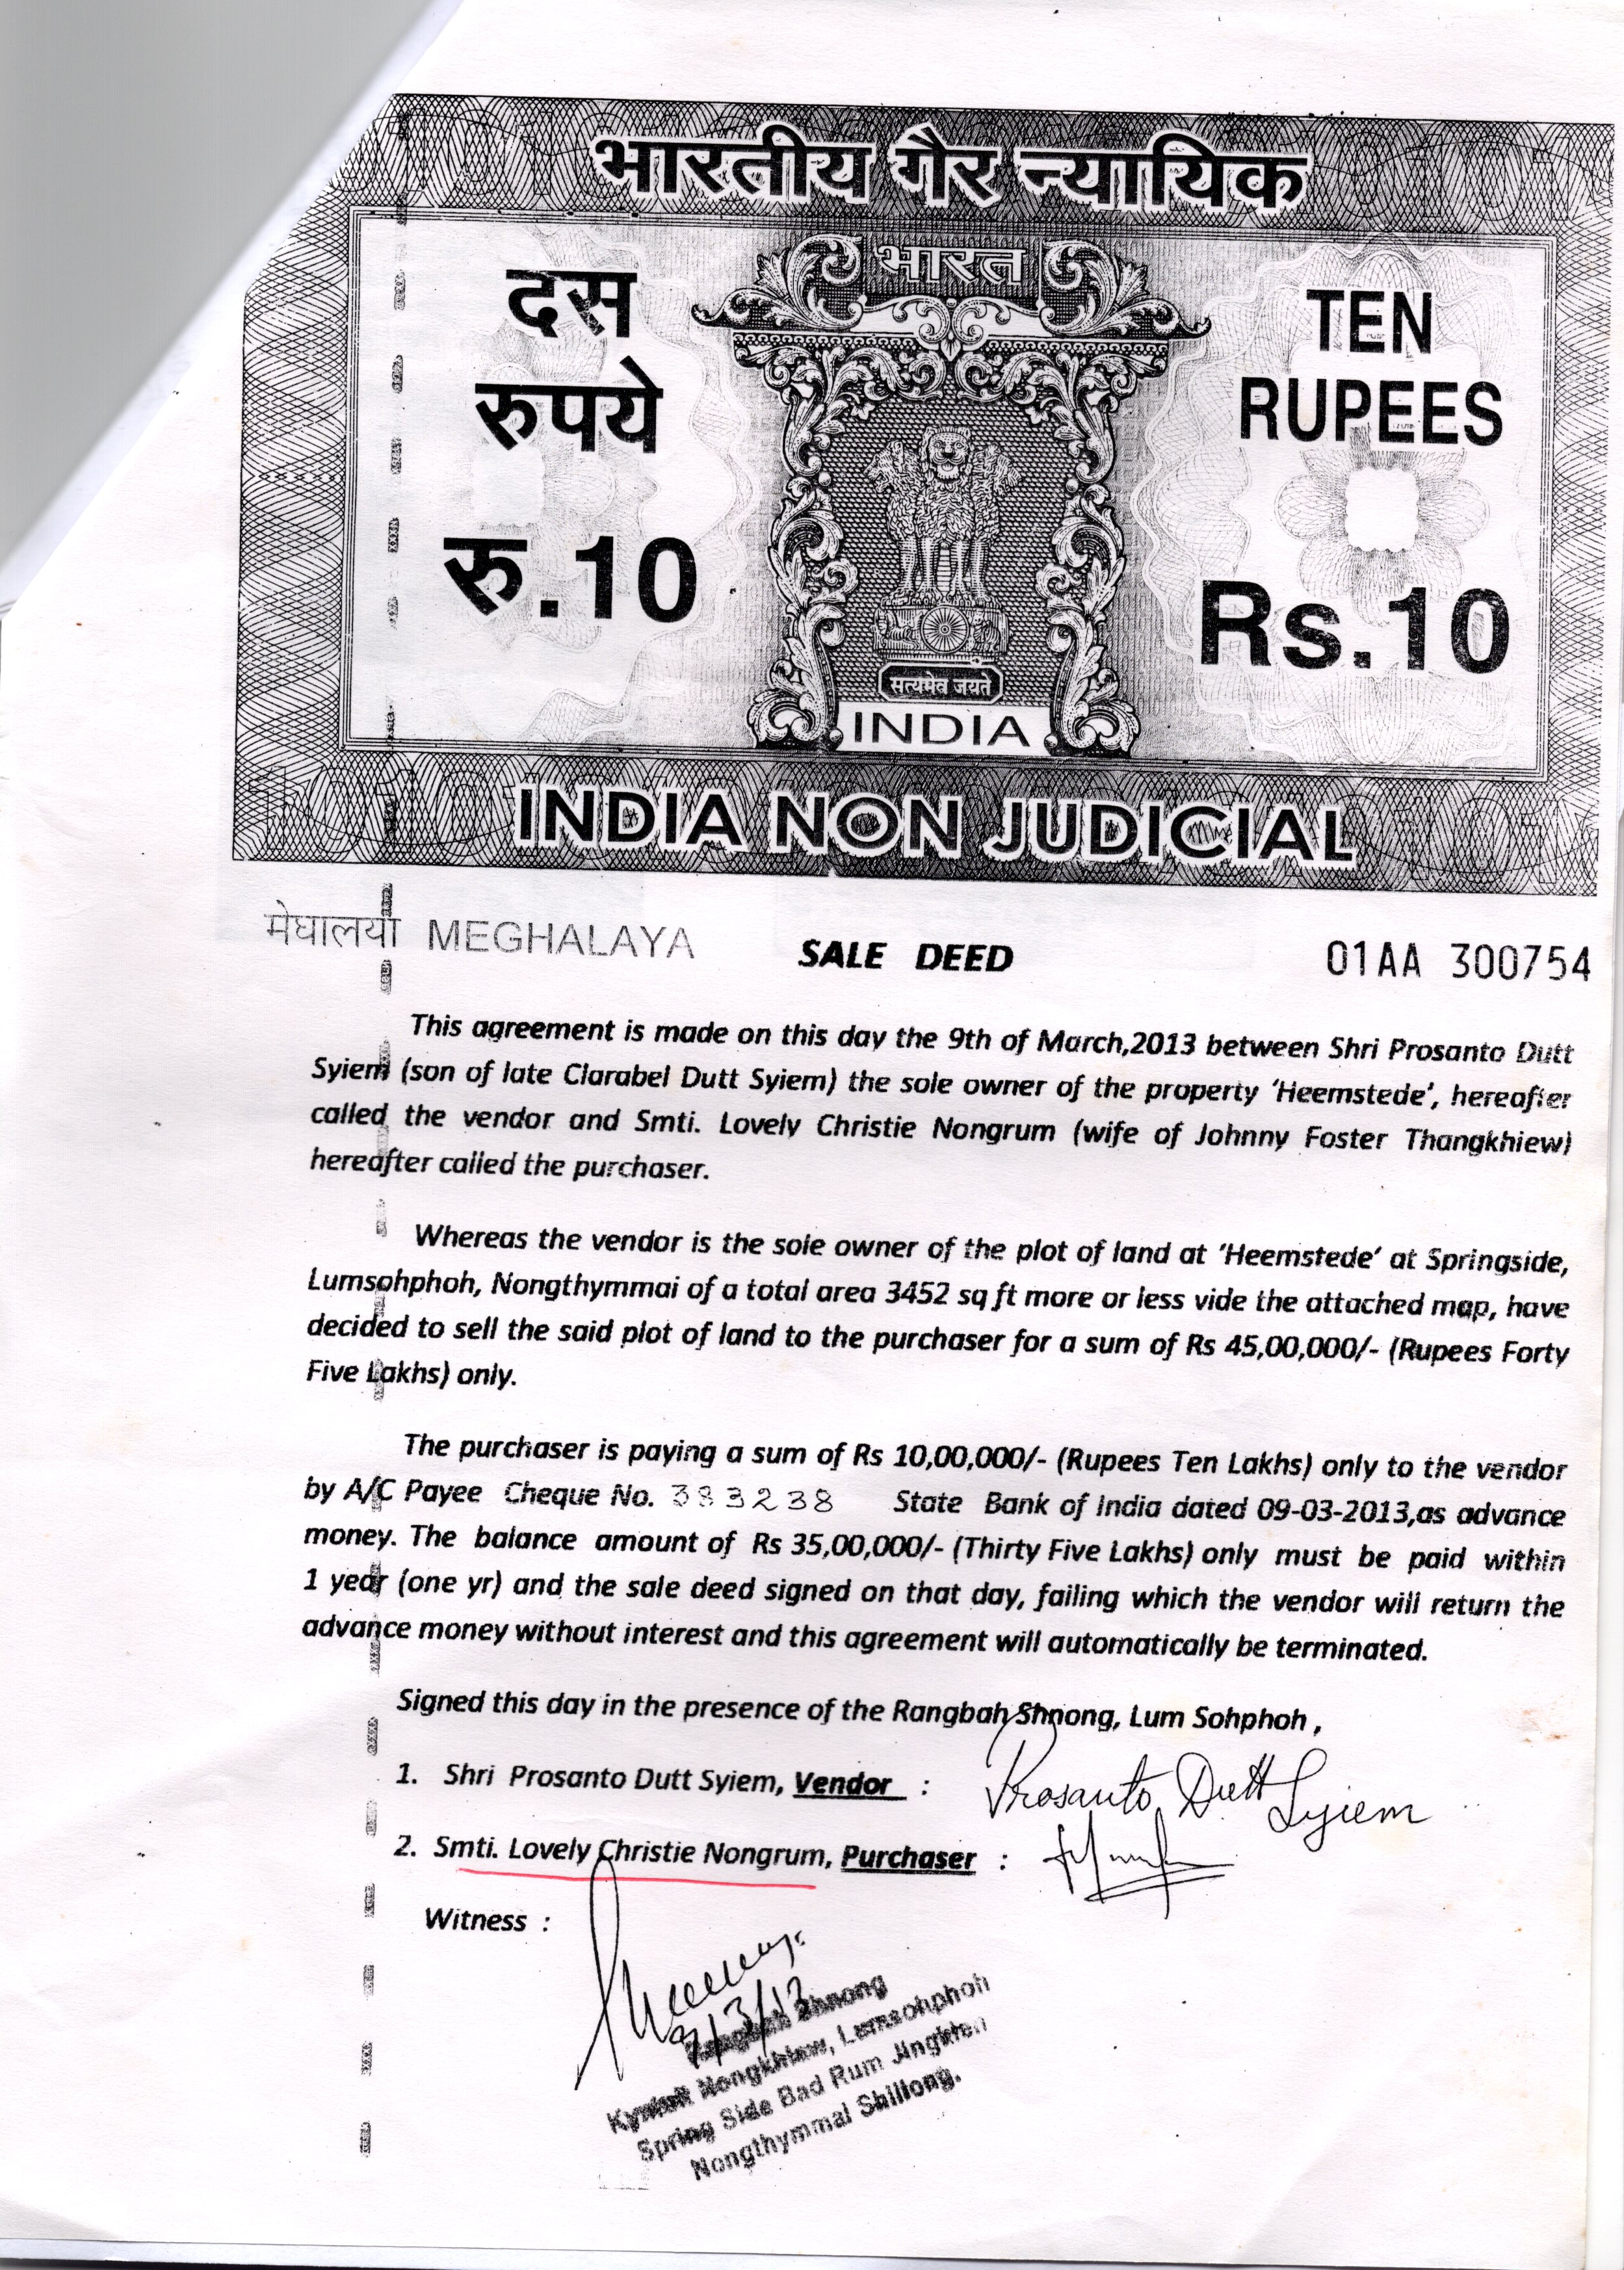 भारतीय गैर न्यायिक
भारत
दस
रुपये
रु.10
TEN
RUPEES
Rs.10
सत्यमेव जयते
INDIA
INDIA NON JUDICIAL
मेघालया MEGHALAYA
SALE DEED
01AA 300754
This agreement is made on this day the 9th of March,2013 between Shri Prosanto Dutt
Syiem (son of late Clarabel Dutt Syiem) the sole owner of the property ‘Heemstede’, hereafter
called the vendor and Smti. Lovely Christie Nongrum (wife of Johnny Foster Thangkhiew)
hereafter called the purchaser.
Whereas the vendor is the sole owner of the plot of land at ‘Heemstede’ at Springside,
Lumsohphoh, Nongthymmai of a total area 3452 sq ft more or less vide the attached map, have
decided to sell the said plot of land to the purchaser for a sum of Rs 45,00,000/- (Rupees Forty
Five Lakhs) only.
The purchaser is paying a sum of Rs 10,00,000/- (Rupees Ten Lakhs) only to the vendor
by A/C Payee Cheque No. 383238 State Bank of India dated 09-03-2013,as advance
money. The balance amount of Rs 35,00,000/- (Thirty Five Lakhs) only must be paid within
1 year (one yr) and the sale deed signed on that day, failing which the vendor will return the
advance money without interest and this agreement will automatically be terminated.
Signed this day in the presence of the Rangbah Shnong, Lum Sohphoh ,
1. Shri Prosanto Dutt Syiem, Vendor : Prosanto Dutt Syiem
2. Smti. Lovely Christie Nongrum, Purchaser :
Witness :
9/3/13
Rangbah Shnong
Nongkhiew, Lumsohphoh
Spring Side Bad Rum Jingkieng
Nongthymmai Shillong.